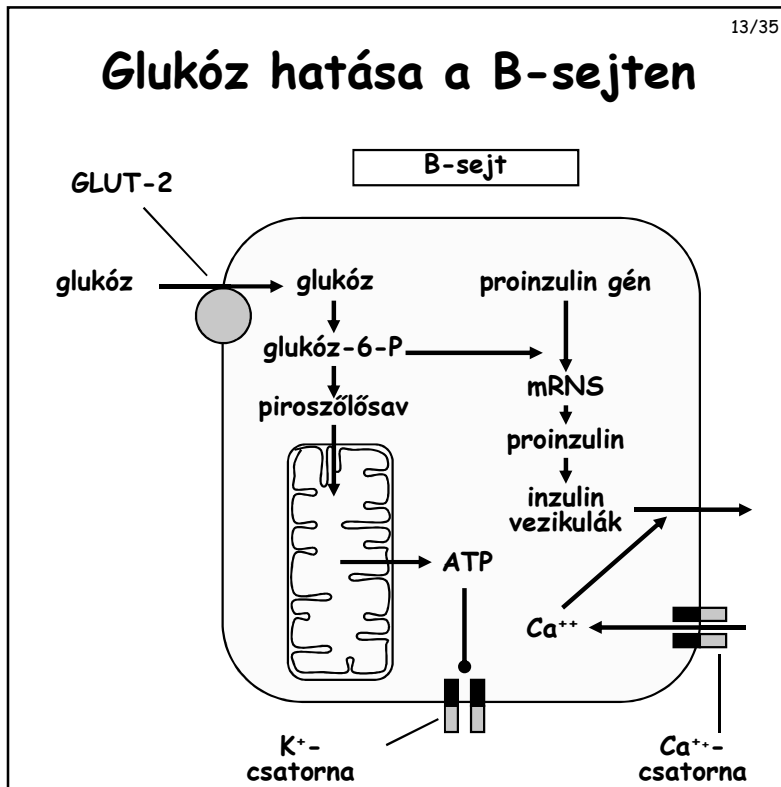 13/35
Glukóz hatása a B-sejten
B-sejt
GLUT-2
glukóz
glukóz
proinzulin gén
glukóz-6-P
mRNS
piroszőlősav
proinzulin
inzulin
vezikulák
ATP
Ca⁺⁺
K⁺-
csatorna
Ca⁺⁺-
csatorna